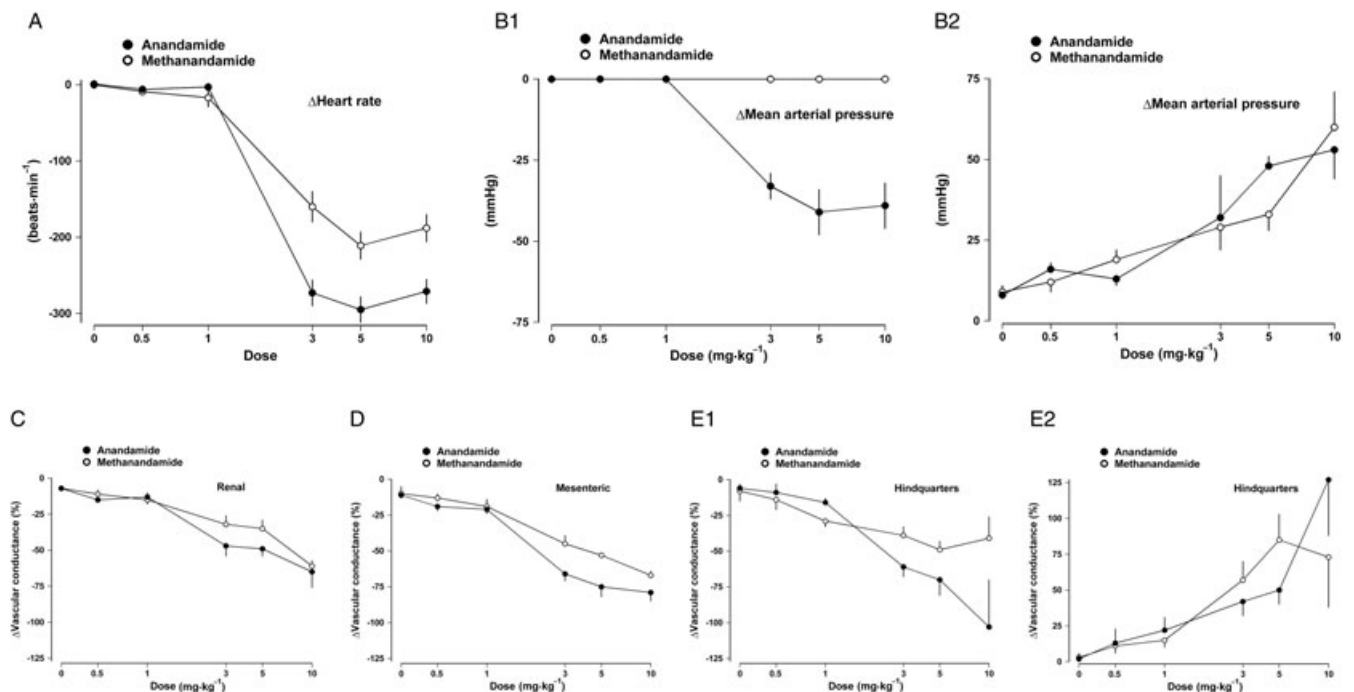 A
Anandamide
Methanandamide
ΔHeart rate
(beats·min⁻¹)
0
-100
-200
-300
0 0.5 1 3 5 10
Dose
B1
Anandamide
Methanandamide
ΔMean arterial pressure
(mmHg)
0
-25
-50
-75
0 0.5 1 3 5 10
Dose (mg·kg⁻¹)
B2
Anandamide
Methanandamide
ΔMean arterial pressure
(mmHg)
75
50
25
0
0 0.5 1 3 5 10
Dose (mg·kg⁻¹)
C
Anandamide
Methanandamide
Renal
ΔVascular conductance (%)
0
-25
-50
-75
-100
-125
0 0.5 1 3 5 10
Dose (mg·kg⁻¹)
D
Anandamide
Methanandamide
Mesenteric
ΔVascular conductance (%)
0
-25
-50
-75
-100
-125
0 0.5 1 3 5 10
Dose (mg·kg⁻¹)
E1
Anandamide
Methanandamide
Hindquarters
ΔVascular conductance (%)
0
-25
-50
-75
-100
-125
0 0.5 1 3 5 10
Dose (mg·kg⁻¹)
E2
Anandamide
Methanandamide
Hindquarters
ΔVascular conductance (%)
125
100
75
50
25
0
0 0.5 1 3 5 10
Dose (mg·kg⁻¹)